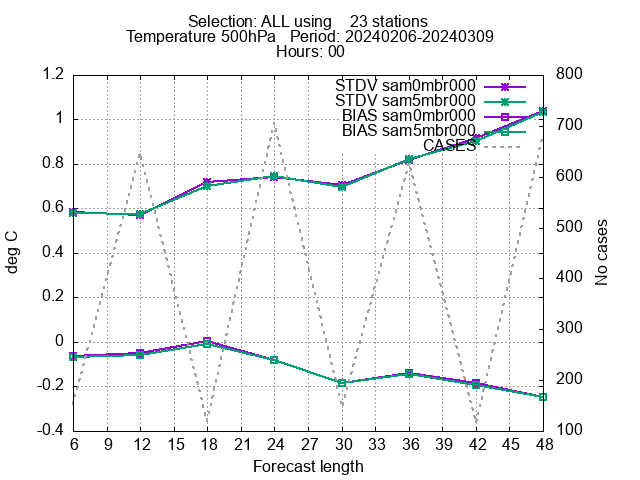 Selection: ALL using    23 stations
Temperature 500hPa   Period: 20240206-20240309
Hours: 00
1.2
1
0.8
0.6
0.4
0.2
0
-0.2
-0.4
deg C
STDV sam0mbr000
STDV sam5mbr000
BIAS sam0mbr000
BIAS sam5mbr000
CASES
800
700
600
500
400
300
200
100
No cases
6 9 12 15 18 21 24 27 30 33 36 39 42 45 48
Forecast length